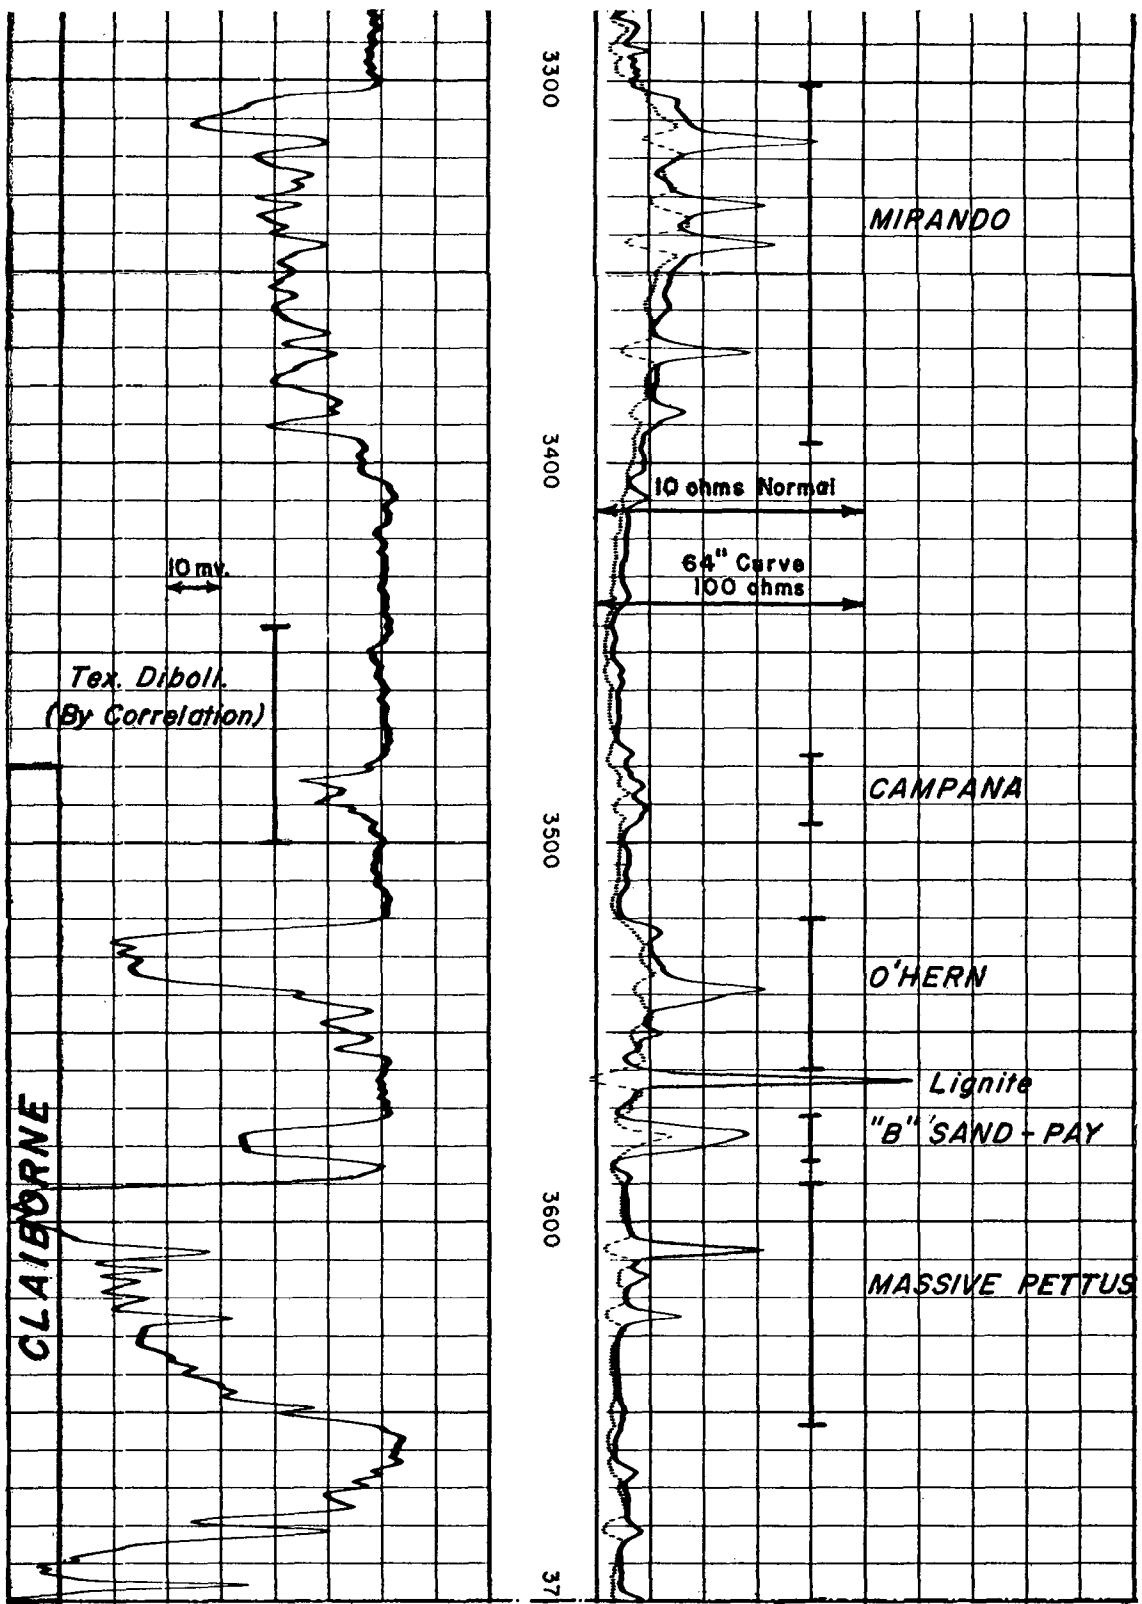 3300
MIRANDO
3400
10 ohms Normal
10 mv.
64" Curve
100 ohms
Tex. Diboll.
(By Correlation)
CAMPANA
3500
O'HERN
Lignite
"B" SAND - PAY
CLAIBORNE
3600
MASSIVE PETTUS
37